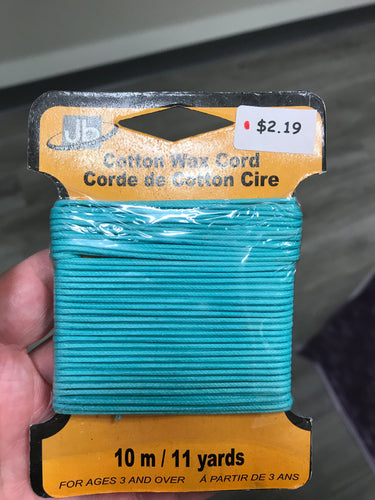 Jb
$2.19
Cotton Wax Cord
Corde de Cotton Cire
10 m / 11 yards
FOR AGES 3 AND OVER À PARTIR DE 3 ANS